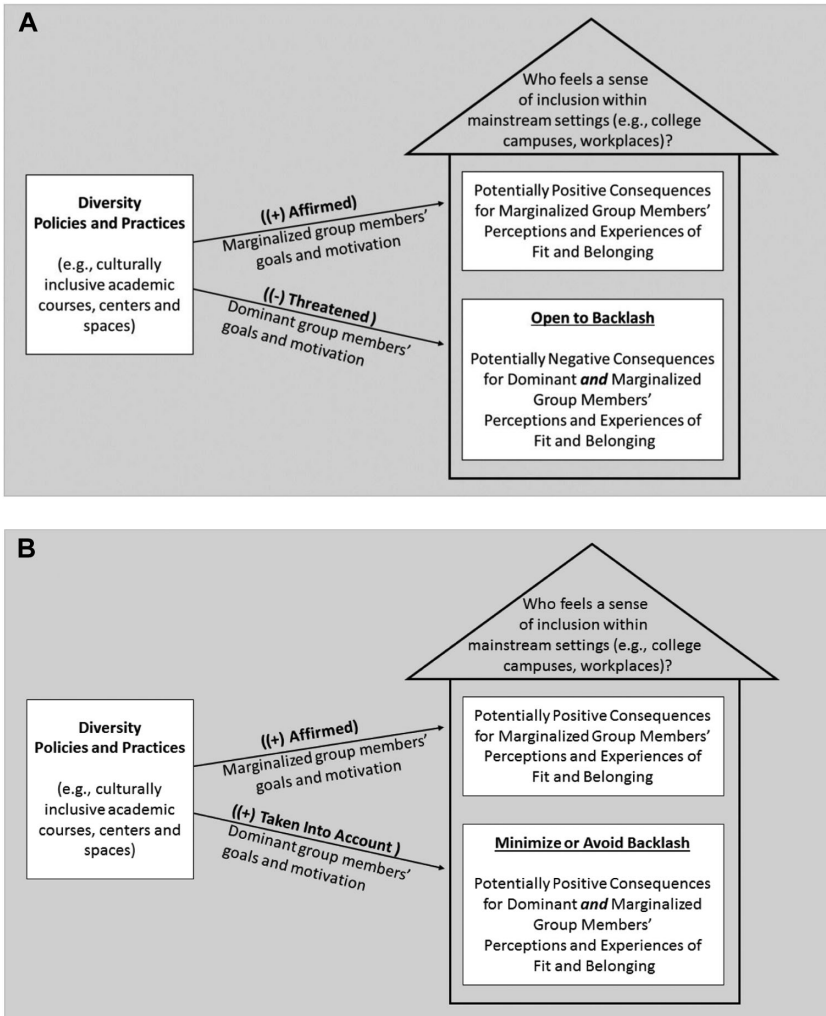 A
Who feels a sense
of inclusion within
mainstream settings (e.g., college
campuses, workplaces)?
Diversity
Policies and Practices
(e.g., culturally
inclusive academic
courses, centers and
spaces)
((+) Affirmed)
Marginalized group members’
goals and motivation
((-) Threatened)
Dominant group members’
goals and motivation
Potentially Positive Consequences
for Marginalized Group Members’
Perceptions and Experiences of
Fit and Belonging
Open to Backlash
Potentially Negative Consequences
for Dominant and Marginalized
Group Members’
Perceptions and Experiences of
Fit and Belonging
B
Who feels a sense
of inclusion within
mainstream settings (e.g., college
campuses, workplaces)?
Diversity
Policies and Practices
(e.g., culturally
inclusive academic
courses, centers and
spaces)
((+) Affirmed)
Marginalized group members’
goals and motivation
((+) Taken Into Account)
Dominant group members’
goals and motivation
Potentially Positive Consequences
for Marginalized Group Members’
Perceptions and Experiences of
Fit and Belonging
Minimize or Avoid Backlash
Potentially Positive Consequences
for Dominant and Marginalized
Group Members’
Perceptions and Experiences of
Fit and Belonging